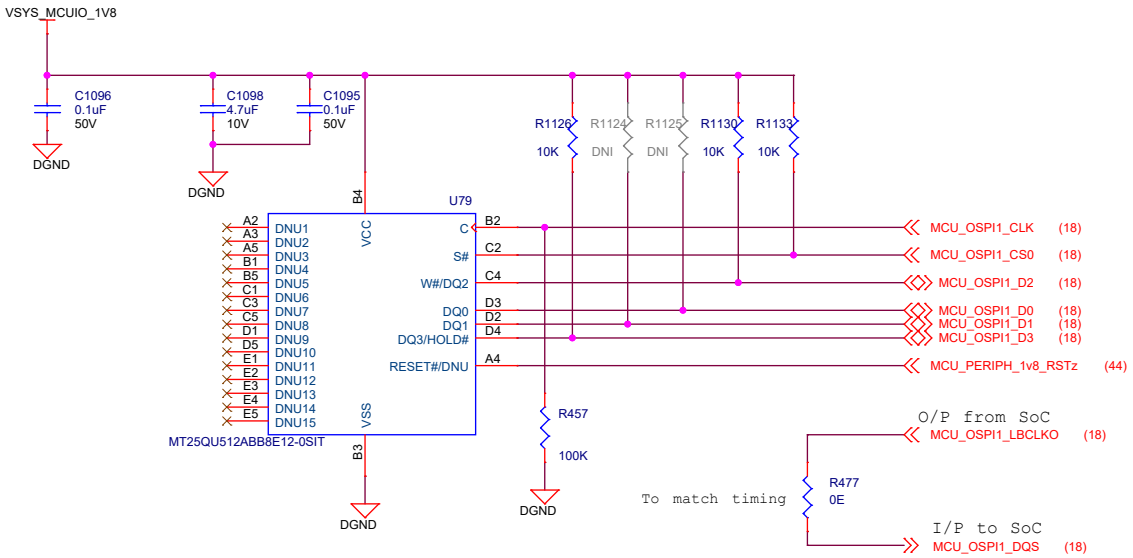 VSYS_MCUIO_1V8
C1096
0.1uF
50V
DGND
C1098
4.7uF
10V
DGND
C1095
0.1uF
50V
R1126
10K
R1124
DNI
R1125
DNI
R1130
10K
R1133
10K
U79
B4
VCC
A2 DNU1
A3 DNU2
A5 DNU3
B1 DNU4
B5 DNU5
C1 DNU6
C3 DNU7
C5 DNU8
D1 DNU9
D5 DNU10
E1 DNU11
E2 DNU12
E3 DNU13
E4 DNU14
E5 DNU15
C B2 MCU_OSPI1_CLK (18)
S# C2 MCU_OSPI1_CS0 (18)
W#/DQ2 C4 MCU_OSPI1_D2 (18)
DQ0 D3 MCU_OSPI1_D0 (18)
DQ1 D2 MCU_OSPI1_D1 (18)
DQ3/HOLD# D4 MCU_OSPI1_D3 (18)
RESET#/DNU A4 MCU_PERIPH_1v8_RSTz (44)
VSS
B3
MT25QU512ABB8E12-0SIT
DGND
R457
100K
DGND
O/P from SoC
MCU_OSPI1_LBCLKO (18)
R477
0E
To match timing
I/P to SoC
MCU_OSPI1_DQS (18)